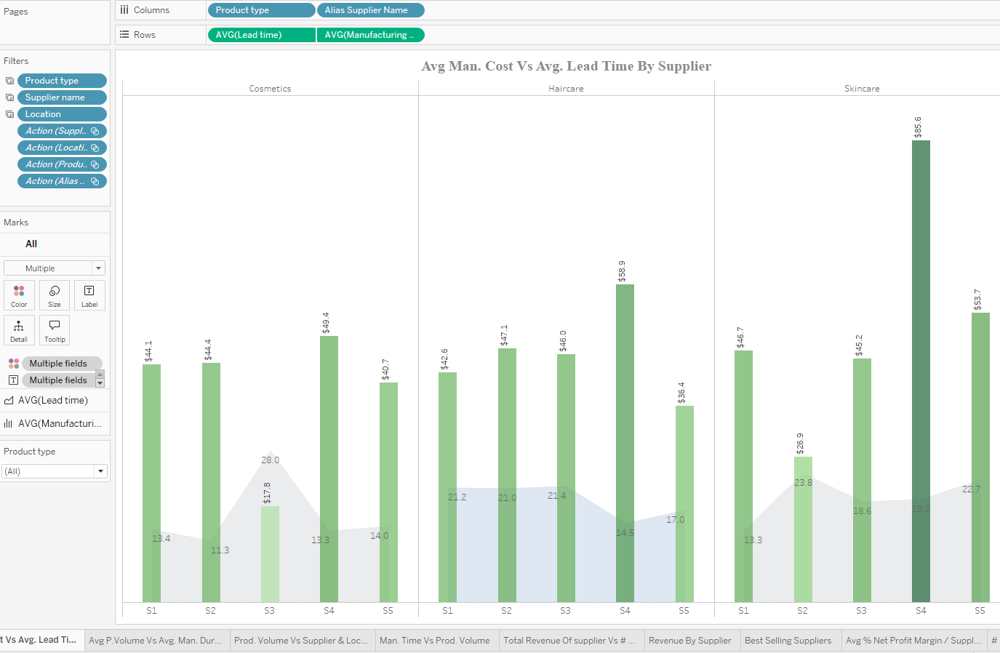 Pages
Columns
Product type
Alias Supplier Name
Rows
AVG(Lead time)
AVG(Manufacturing ..
Filters
Product type
Supplier name
Location
Action (Suppl..
Action (Locati..
Action (Produ..
Action (Alias ..
Marks
All
Multiple
Color
Size
Label
Detail
Tooltip
Multiple fields
Multiple fields
AVG(Lead time)
AVG(Manufacturi...
Product type
(All)
Avg Man. Cost Vs Avg. Lead Time By Supplier
Cosmetics
Haircare
Skincare
$44.1
$44.4
$17.8
$49.4
$40.7
$42.6
$47.1
$46.0
$58.9
$36.4
$46.7
$26.9
$45.2
$85.6
$53.7
13.4
11.3
28.0
13.3
14.0
21.2
21.0
21.4
14.5
17.0
13.3
23.8
18.6
19.0
22.7
S1 S2 S3 S4 S5
S1 S2 S3 S4 S5
S1 S2 S3 S4 S5
t Vs Avg. Lead Ti...
Avg P.Volume Vs Avg. Man. Dur...
Prod. Volume Vs Supplier & Loc...
Man. Time Vs Prod. Volume
Total Revenue Of supplier Vs # ...
Revenue By Supplier
Best Selling Suppliers
Avg % Net Profit Margin / Suppl...
#